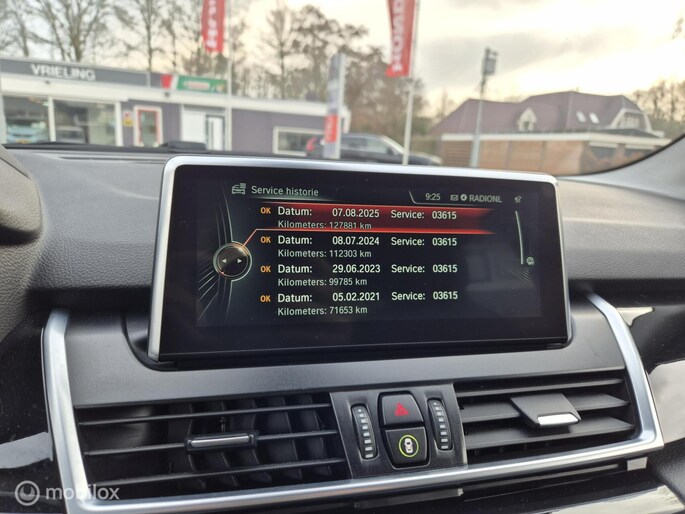 VRIELING
HONDA
Service historie
9:25
RADIONL
OK Datum: 07.08.2025 Service: 03615
Kilometers: 127881 km
OK Datum: 08.07.2024 Service: 03615
Kilometers: 112303 km
OK Datum: 29.06.2023 Service: 03615
Kilometers: 99785 km
OK Datum: 05.02.2021 Service: 03615
Kilometers: 71653 km
mobilox